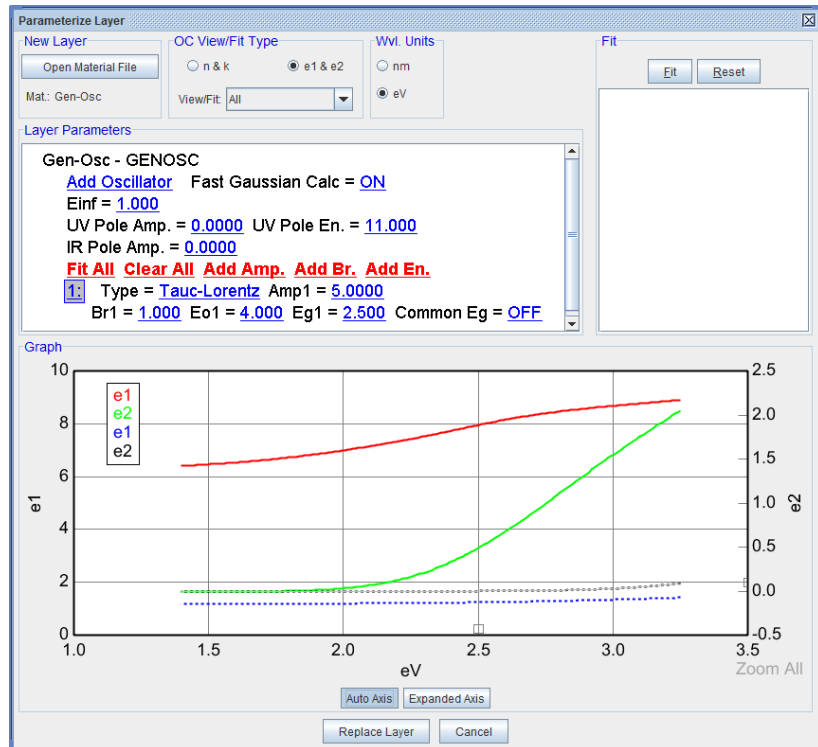 Parameterize Layer
New Layer
Open Material File
Mat.: Gen-Osc
OC View/Fit Type
n & k e1 & e2
View/Fit: All
Wvl. Units
nm
eV
Fit
Fit Reset
Layer Parameters
Gen-Osc - GENOSC
Add Oscillator Fast Gaussian Calc = ON
Einf = 1.000
UV Pole Amp. = 0.0000 UV Pole En. = 11.000
IR Pole Amp. = 0.0000
Fit All Clear All Add Amp. Add Br. Add En.
1: Type = Tauc-Lorentz Amp1 = 5.0000
Br1 = 1.000 Eo1 = 4.000 Eg1 = 2.500 Common Eg = OFF
Graph
e1
e2
e1
e2
10
8
6
4
2
0
e1
2.5
2.0
1.5
1.0
0.5
0.0
-0.5
e2
1.0 1.5 2.0 2.5 3.0 3.5
eV
Zoom All
Auto Axis Expanded Axis
Replace Layer Cancel